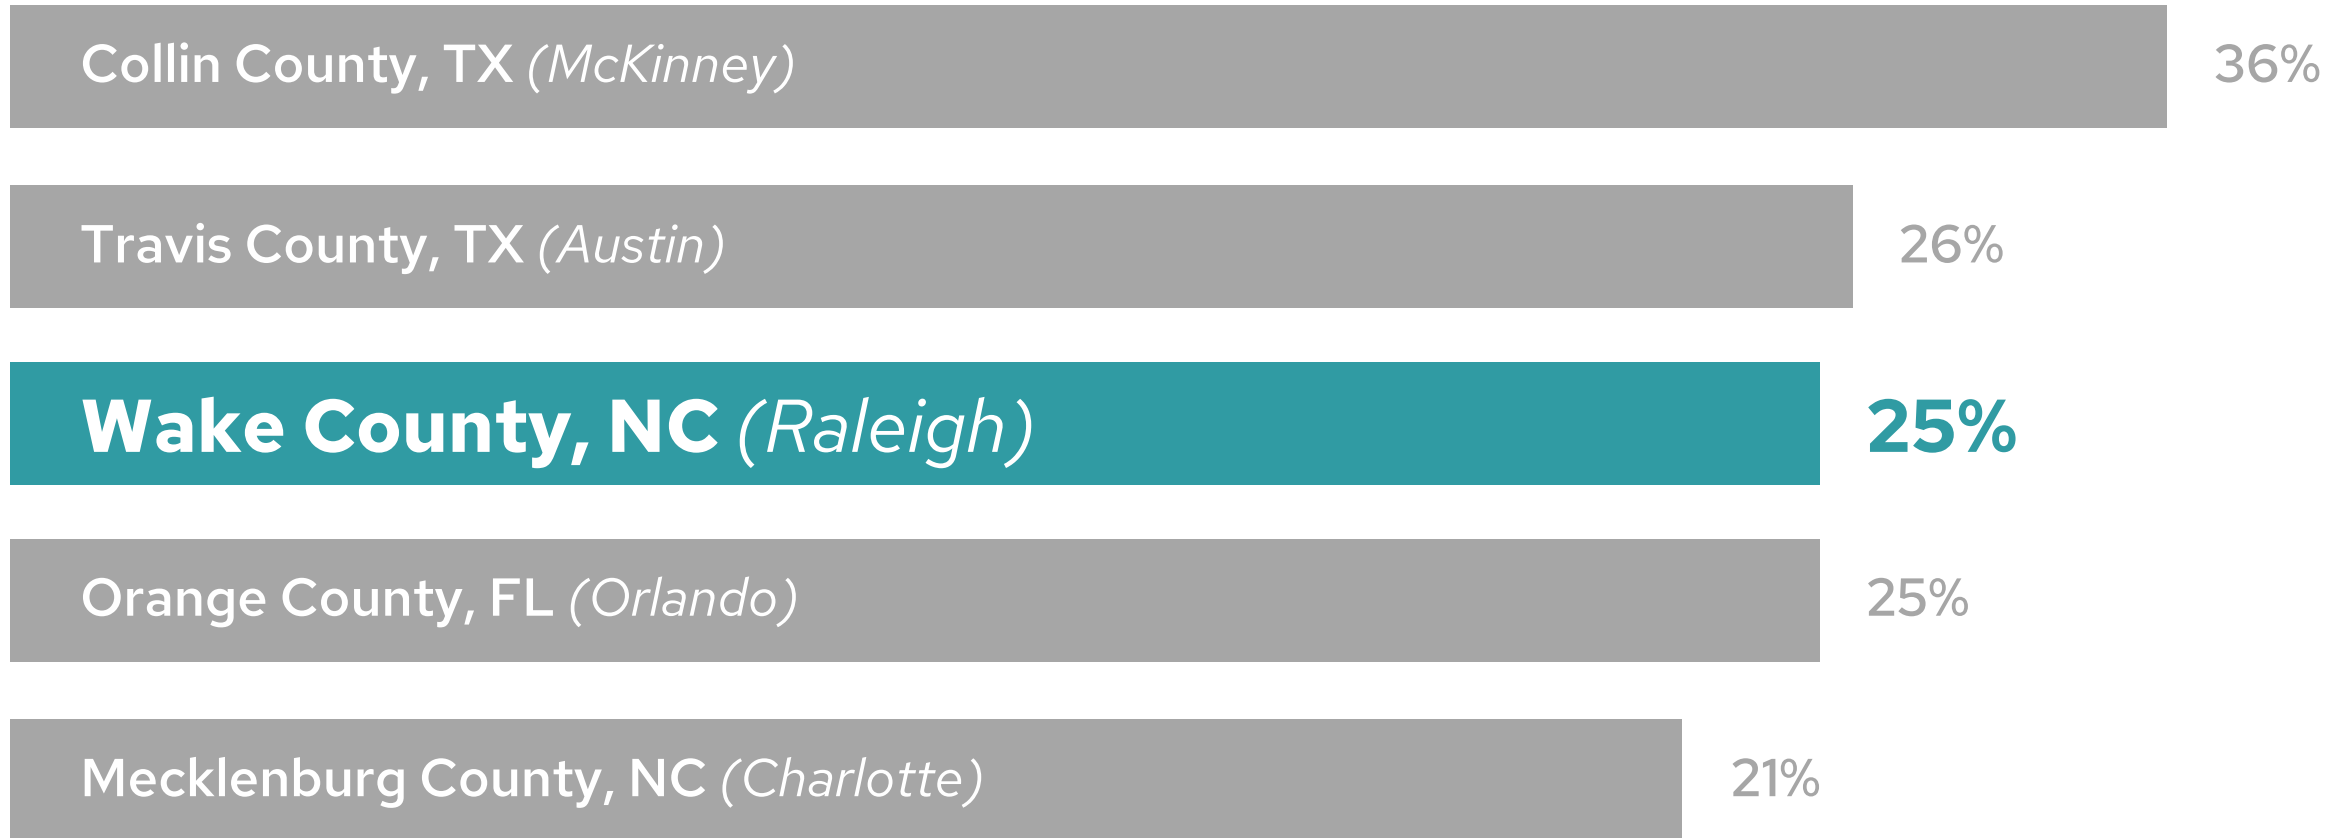 Collin County, TX (McKinney) 36%
Travis County, TX (Austin) 26%
Wake County, NC (Raleigh) 25%
Orange County, FL (Orlando) 25%
Mecklenburg County, NC (Charlotte) 21%